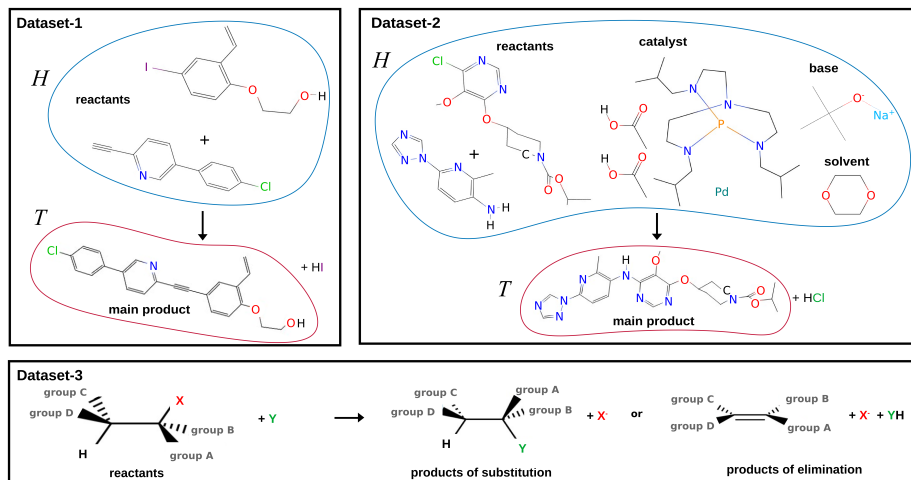 Dataset-1
H
reactants
I
O
O
H
+
N
Cl
T
Cl
N
O
OH
main product
+ HI
Dataset-2
H
reactants
Cl
N
N
O
O
N
N
N
N
N
H
H
+
C
N
O
O
catalyst
HO
O
HO
O
N
N
P
N
N
Pd
base
O-
Na+
solvent
O
O
T
N
N
N
N
H
N
N
N
O
O
C
N
O
O
main product
+ HCl
Dataset-3
group C
group D
H
X
group B
group A
reactants
+ Y
group C
group D
H
group A
group B
Y
products of substitution
+ X-
or
group C
group D
group B
group A
products of elimination
+ X- + YH